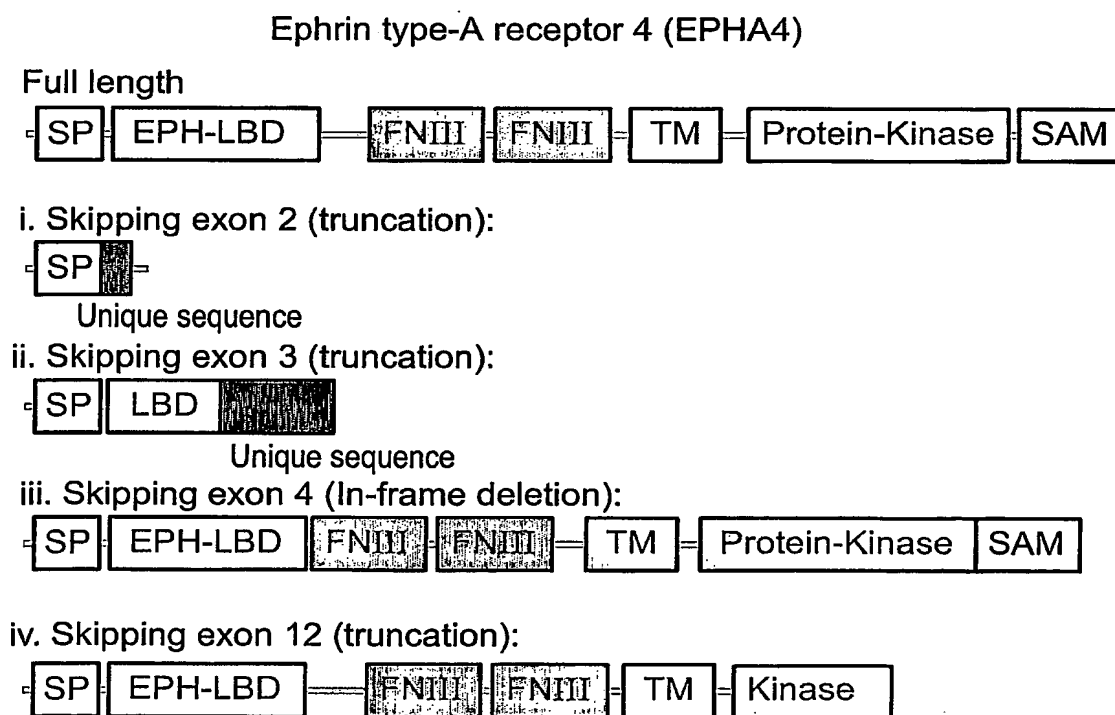 Ephrin type-A receptor 4 (EPHA4)
Full length
SP EPH-LBD FNIII FNIII TM Protein-Kinase SAM
i. Skipping exon 2 (truncation):
SP
Unique sequence
ii. Skipping exon 3 (truncation):
SP LBD
Unique sequence
iii. Skipping exon 4 (In-frame deletion):
SP EPH-LBD FNIII FNIII TM Protein-Kinase SAM
iv. Skipping exon 12 (truncation):
SP EPH-LBD FNIII FNIII TM Kinase